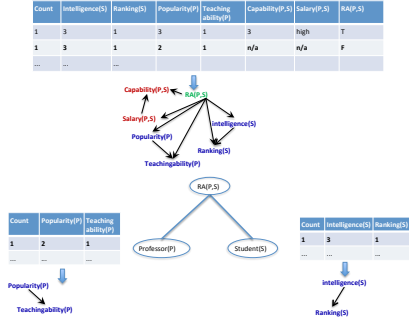 Count Intelligence(S) Ranking(S) Popularity(P) Teaching ability(P) Capability(P,S) Salary(P,S) RA(P,S)
1 3 1 3 1 3 high T
1 3 1 2 1 n/a n/a F
... ... ...
Capability(P,S) RA(P,S)
Salary(P,S) intelligence(S)
Popularity(P)
Ranking(S)
Teachingability(P)
RA(P,S)
Professor(P) Student(S)
Count Popularity(P) Teaching ability(P)
1 2 1
... ... ...
Popularity(P)
Teachingability(P)
Count Intelligence(S) Ranking(S)
1 3 1
... ... ...
intelligence(S)
Ranking(S)